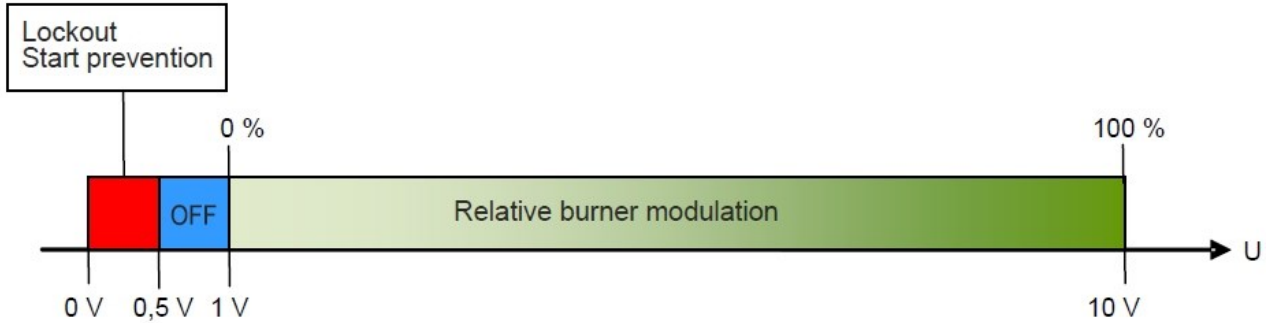 Lockout
Start prevention
0 %
100 %
OFF
Relative burner modulation
U
0 V
0,5 V
1 V
10 V